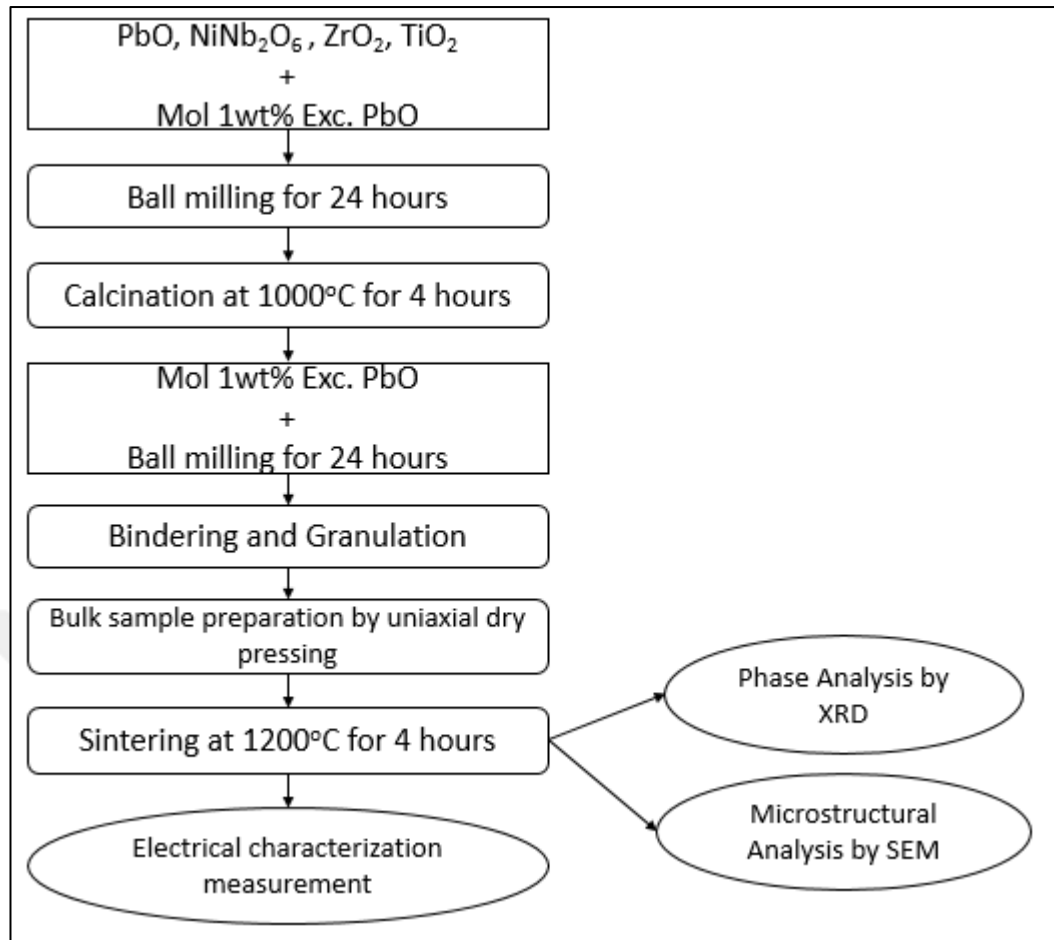 PbO, NiNb₂O₆ , ZrO₂, TiO₂
+
Mol 1wt% Exc. PbO
Ball milling for 24 hours
Calcination at 1000°C for 4 hours
Mol 1wt% Exc. PbO
+
Ball milling for 24 hours
Bindering and Granulation
Bulk sample preparation by uniaxial dry
pressing
Sintering at 1200°C for 4 hours
Phase Analysis by
XRD
Microstructural
Analysis by SEM
Electrical characterization
measurement